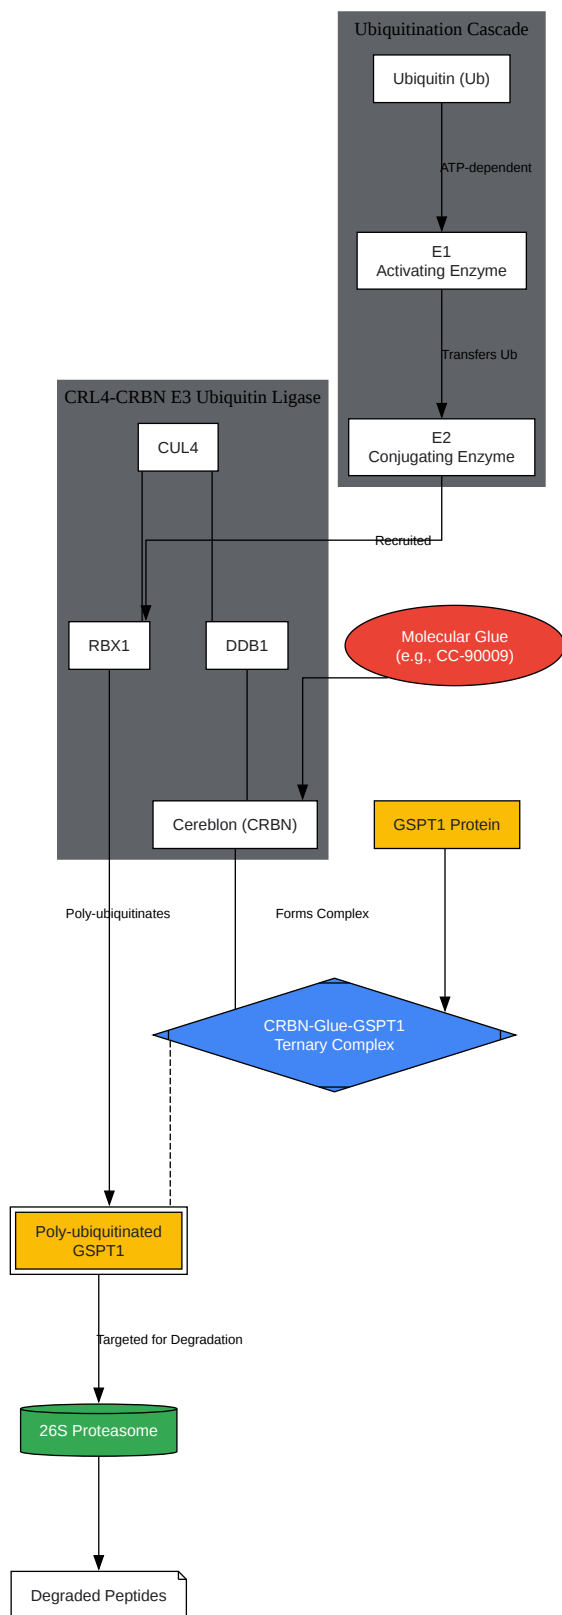 Ubiquitination Cascade
Ubiquitin (Ub)
ATP-dependent
E1
Activating Enzyme
Transfers Ub
CRL4-CRBN E3 Ubiquitin Ligase
CUL4
E2
Conjugating Enzyme
Recruited
RBX1
DDB1
Molecular Glue
(e.g., CC-90009)
Cereblon (CRBN)
GSPT1 Protein
Poly-ubiquitinates
Forms Complex
CRBN-Glue-GSPT1
Ternary Complex
Poly-ubiquitinated
GSPT1
Targeted for Degradation
26S Proteasome
Degraded Peptides